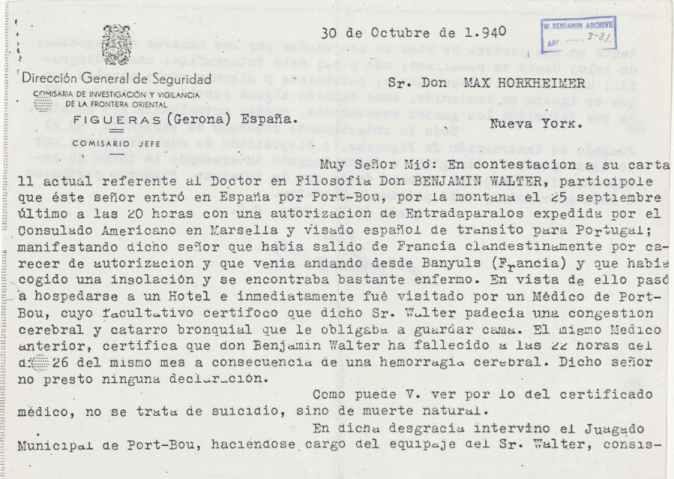 30 de Octubre de 1.940
W. BENJAMIN ARCHIVE
3-21
Dirección General de Seguridad
COMISARIA DE INVESTIGACIÓN Y VIGILANCIA
DE LA FRONTERA ORIENTAL
FIGUERAS (Gerona) España.
COMISARIO JEFE
Sr. Don MAX HORKHEIMER
Nueva York.
Muy Señor Mió: En contestacion a su carta
11 actual referente al Doctor en Filosofia Don BENJAMIN WALTER, participole
que éste señor entró en España por Port-Bou, por la montana el 25 septiembre
último a las 20 horas con una autorizacion de Entradaparalos expedida por el
Consulado Americano en Marsella y visado español de transito para Portugal;
manifestando dicho señor que habia salido de Francia clandestinamente por ca-
recer de autorizacion y que venia andando desde Banyuls (Francia) y que habia
cogido una insolación y se encontraba bastante enfermo. En vista de ello pasó
a hospedarse a un Hotel e inmediatamente fué visitado por un Médico de Port-
Bou, cuyo facultativo certifoco que dicho Sr. Walter padecia una congestion
cerebral y catarro bronquial que le obligaba a guardar cama. El mismo Medico
anterior, certifica que don Benjamin Walter ha fallecido a las 22 horas del
26 del mismo mes a consecuencia de una hemorragia cerebral. Dicho señor
no presto ninguna declaración.
Como puede V. ver por lo del certificado
médico, no se trata de suicidio, sino de muerte natural.
En dicha desgracia intervino el Juagado
Municipal de Port-Bou, haciéndose cargo del equipaje del Sr. Walter, consis-